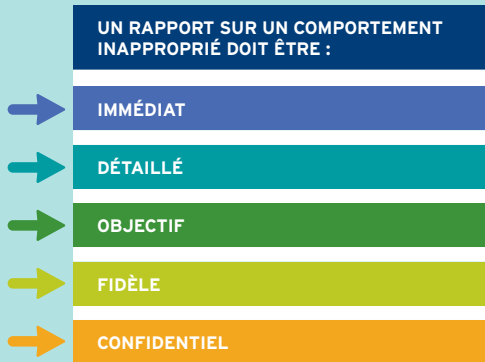 UN RAPPORT SUR UN COMPORTEMENT
INAPPROPRIÉ DOIT ÊTRE :
IMMÉDIAT
DÉTAILLÉ
OBJECTIF
FIDÈLE
CONFIDENTIEL